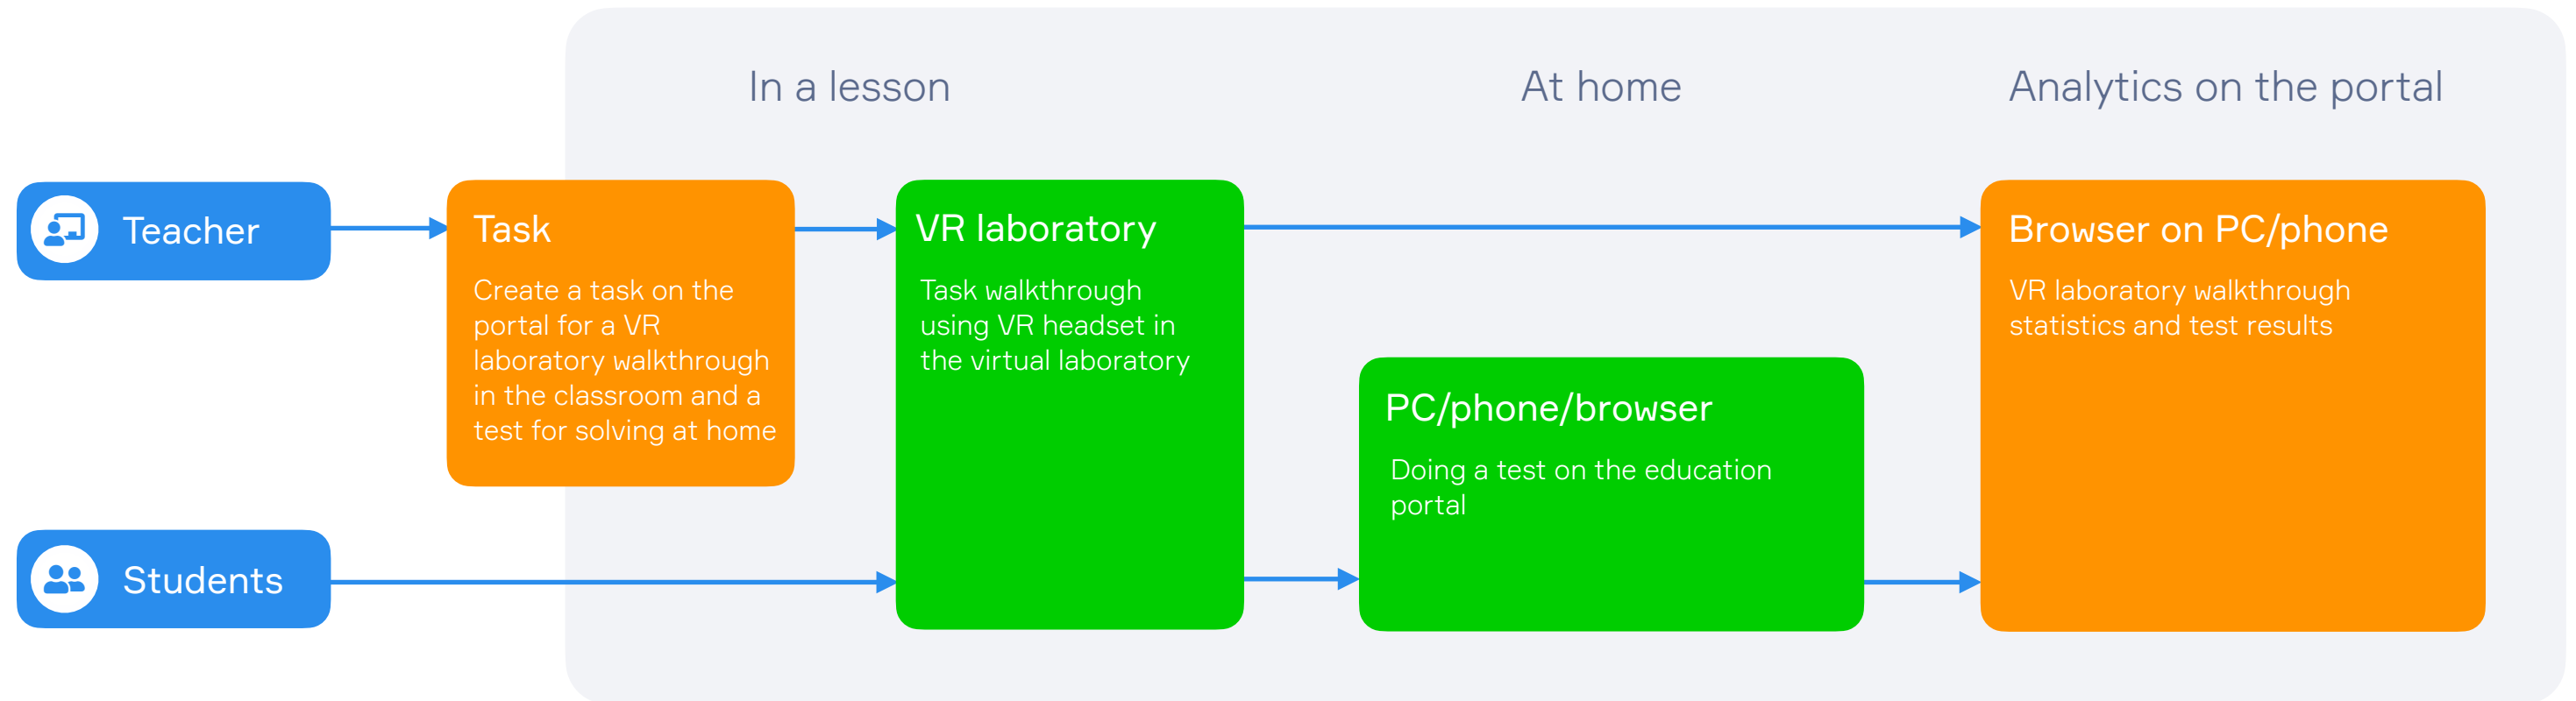 In a lesson
At home
Analytics on the portal
Teacher
Task
Create a task on the
portal for a VR
laboratory walkthrough
in the classroom and a
test for solving at home
VR laboratory
Task walkthrough
using VR headset in
the virtual laboratory
PC/phone/browser
Doing a test on the education
portal
Browser on PC/phone
VR laboratory walkthrough
statistics and test results
Students